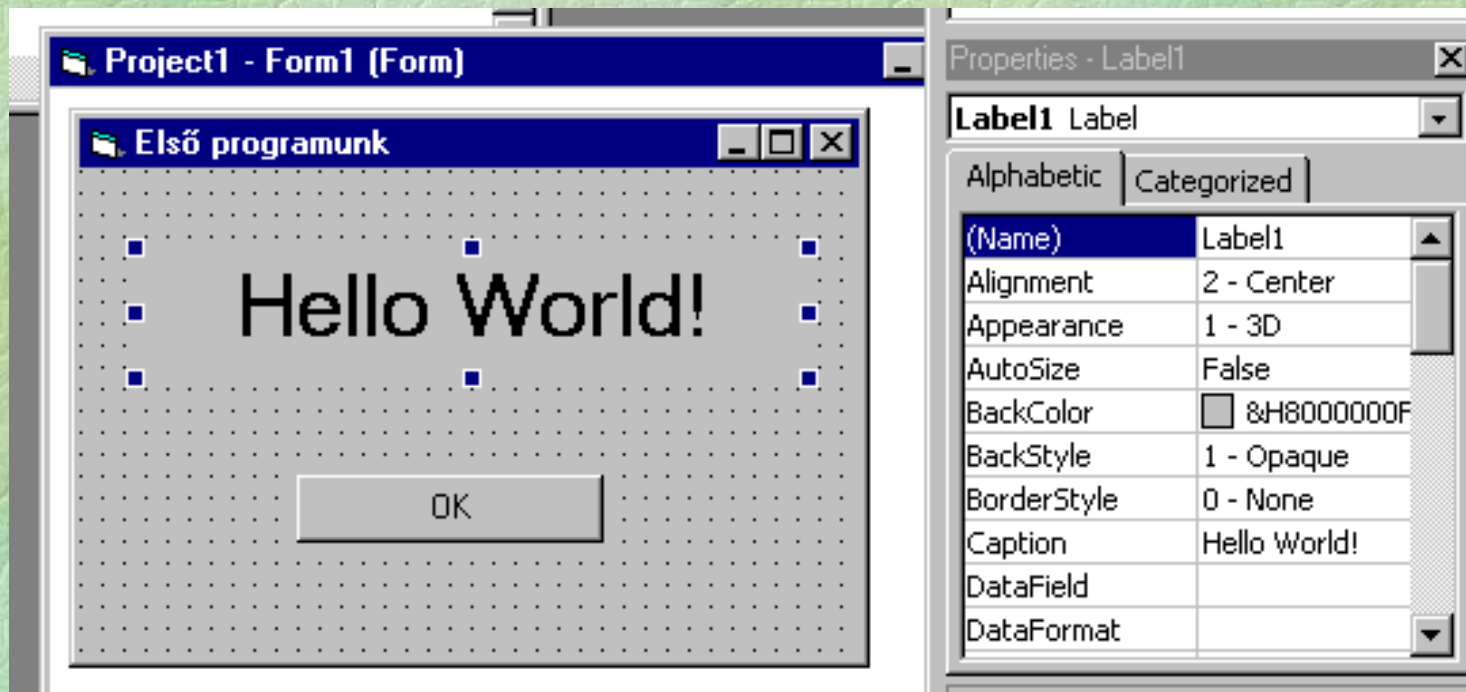 Project1 - Form1 (Form)
Első programunk
Hello World!
OK
Properties - Label1
Label1 Label
Alphabetic Categorized
(Name) Label1
Alignment 2 - Center
Appearance 1 - 3D
AutoSize False
BackColor &H8000000F
BackStyle 1 - Opaque
BorderStyle 0 - None
Caption Hello World!
DataField
DataFormat